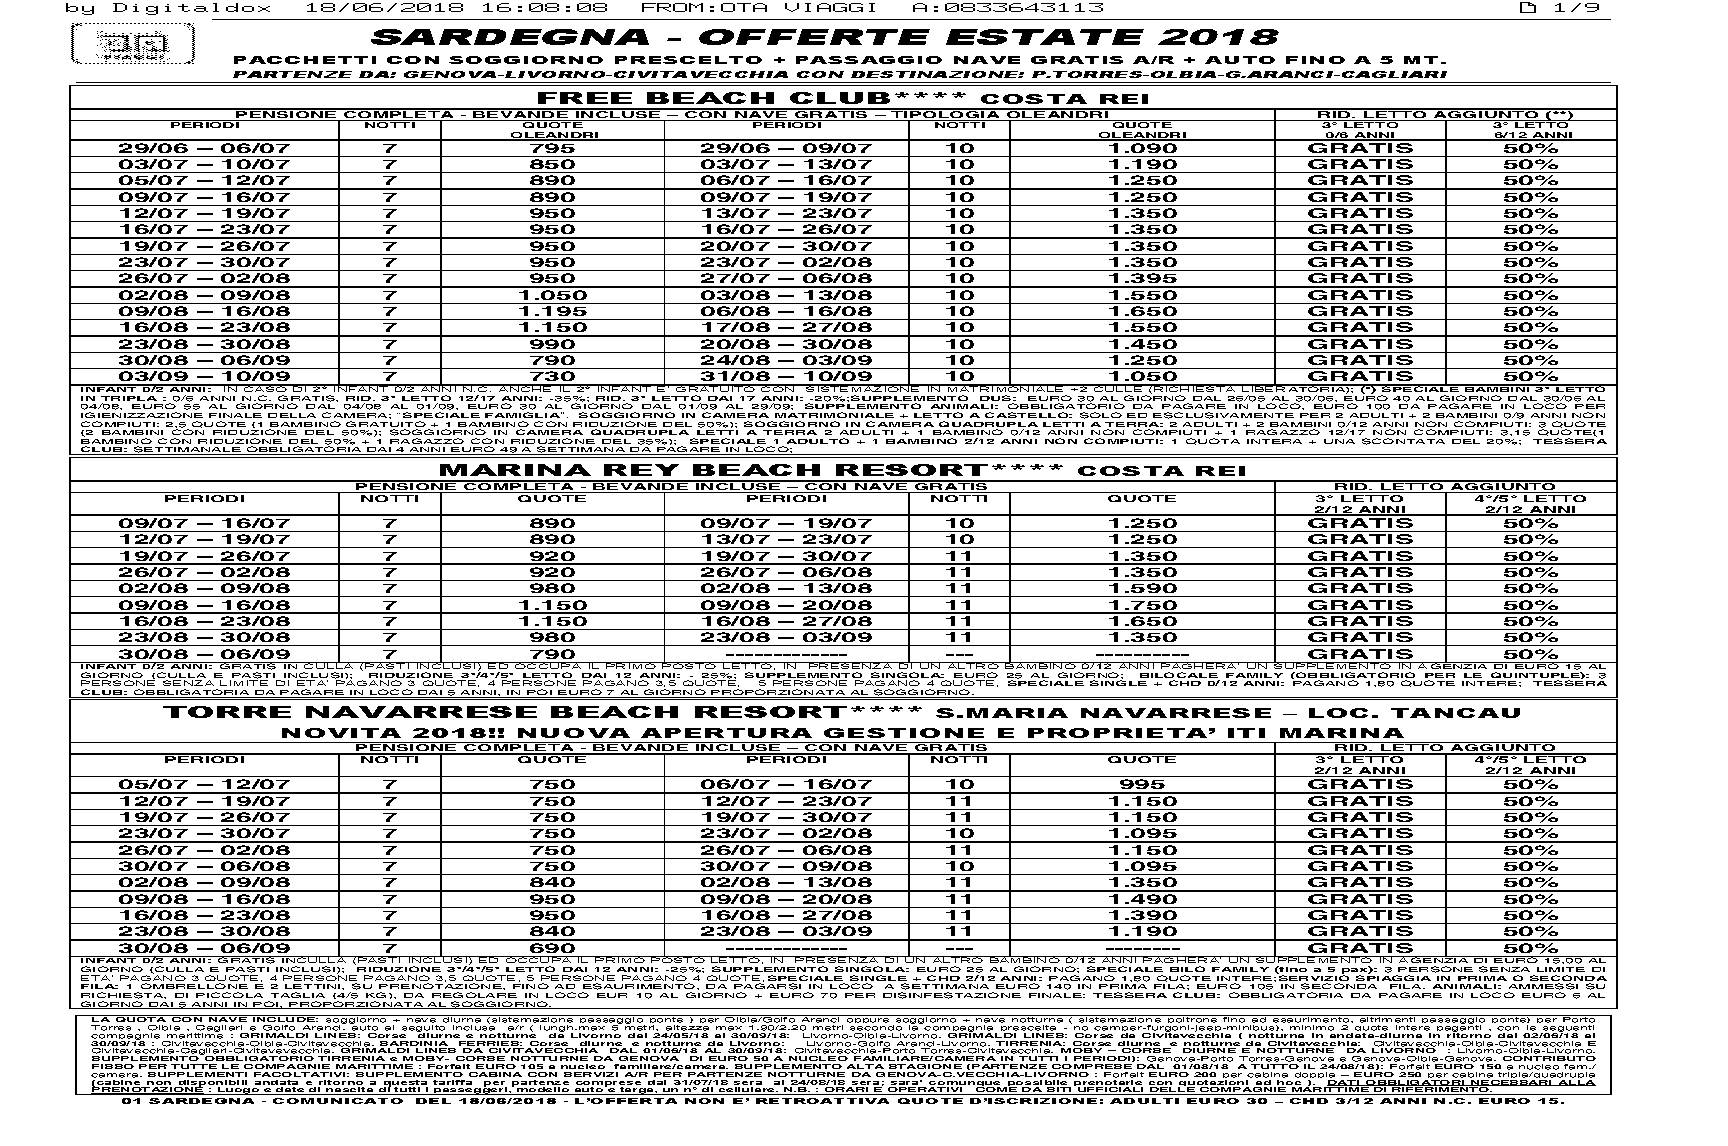 by Digitaldox 18/06/2018 16:08:08 FROM:OTA VIAGGI A:0833643113 1/9
SARDEGNA - OFFERTE ESTATE 2018
PACCHETTI CON SOGGIORNO PRESCELTO + PASSAGGIO NAVE GRATIS A/R + AUTO FINO A 5 MT.
PARTENZE DA: GENOVA-LIVORNO-CIVITAVECCHIA CON DESTINAZIONE: P.TORRES-OLBIA-G.ARANCI-CAGLIARI
FREE BEACH CLUB**** COSTA REI
PENSIONE COMPLETA - BEVANDE INCLUSE – CON NAVE GRATIS – TIPOLOGIA OLEANDRI RID. LETTO AGGIUNTO (**)
PERIODI NOTTI QUOTE PERIODI NOTTI QUOTE 3° LETTO 3° LETTO
OLEANDRI OLEANDRI 0/6 ANNI 6/12 ANNI
29/06 – 06/07 7 795 29/06 – 09/07 10 1.090 GRATIS 50%
03/07 – 10/07 7 850 03/07 – 13/07 10 1.190 GRATIS 50%
05/07 – 12/07 7 890 06/07 – 16/07 10 1.250 GRATIS 50%
09/07 – 16/07 7 890 09/07 – 19/07 10 1.250 GRATIS 50%
12/07 – 19/07 7 950 13/07 – 23/07 10 1.350 GRATIS 50%
16/07 – 23/07 7 950 16/07 – 26/07 10 1.350 GRATIS 50%
19/07 – 26/07 7 950 20/07 – 30/07 10 1.350 GRATIS 50%
23/07 – 30/07 7 950 23/07 – 02/08 10 1.350 GRATIS 50%
26/07 – 02/08 7 950 27/07 – 06/08 10 1.395 GRATIS 50%
02/08 – 09/08 7 1.050 03/08 – 13/08 10 1.550 GRATIS 50%
09/08 – 16/08 7 1.195 06/08 – 16/08 10 1.650 GRATIS 50%
16/08 – 23/08 7 1.150 17/08 – 27/08 10 1.550 GRATIS 50%
23/08 – 30/08 7 990 20/08 – 30/08 10 1.450 GRATIS 50%
30/08 – 06/09 7 790 24/08 – 03/09 10 1.250 GRATIS 50%
03/09 – 10/09 7 730 31/08 – 10/09 10 1.050 GRATIS 50%
INFANT 0/2 ANNI: IN CASO DI 2° INFANT 0/2 ANNI N.C. ANCHE IL 2° INFANT E' GRATUITO CON SISTEMAZIONE IN MATRIMONIALE +2 CULLE (RICHIESTA LIBERATORIA); (*) SPECIALE BAMBINI 3° LETTO
IN TRIPLA : 0/6 ANNI N.C. GRATIS, RID. 3° LETTO 12/17 ANNI: -35%; RID. 3° LETTO DAI 17 ANNI: -20%;SUPPLEMENTO DUS: EURO 30 AL GIORNO DAL 26/05 AL 30/06, EURO 40 AL GIORNO DAL 30/06 AL
04/08, EURO 55 AL GIORNO DAL 04/08 AL 01/09, EURO 30 AL GIORNO DAL 01/09 AL 29/09; SUPPLEMENTO ANIMALI: OBBLIGATORIO DA PAGARE IN LOCO, EURO 100 DA PAGARE IN LOCO PER
IGIENIZZAZIONE FINALE DELLA CAMERA; "SPECIALE FAMIGLIA". SOGGIORNO IN CAMERA MATRIMONIALE + LETTO A CASTELLO: SOLO ED ESCLUSIVAMENTE PER 2 ADULTI + 2 BAMBINI 0/9 ANNI NON
COMPIUTI: 2,5 QUOTE (1 BAMBINO GRATUITO + 1 BAMBINO CON RIDUZIONE DEL 50%); SOGGIORNO IN CAMERA QUADRUPLA LETTI A TERRA: 2 ADULTI + 2 BAMBINI 0/12 ANNI NON COMPIUTI: 3 QUOTE
(2 BAMBINI CON RIDUZIONE DEL 50%); SOGGIORNO IN CAMERA QUADRUPLA LETTI A TERRA 2 ADULTI + 1 BAMBINO 0/12 ANNI NON COMPIUTI + 1 RAGAZZO 12/17 NON COMPIUTI: 3,15 QUOTE(1
BAMBINO CON RIDUZIONE DEL 50% + 1 RAGAZZO CON RIDUZIONE DEL 35%); SPECIALE 1 ADULTO + 1 BAMBINO 2/12 ANNI NON COMPIUTI: 1 QUOTA INTERA + UNA SCONTATA DEL 20%; TESSERA
CLUB: SETTIMANALE OBBLIGATORIA DAI 4 ANNI EURO 49 A SETTIMANA DA PAGARE IN LOCO;
MARINA REY BEACH RESORT**** COSTA REI
PENSIONE COMPLETA - BEVANDE INCLUSE – CON NAVE GRATIS RID. LETTO AGGIUNTO
PERIODI NOTTI QUOTE PERIODI NOTTI QUOTE 3° LETTO 4°/5° LETTO
2/12 ANNI 2/12 ANNI
09/07 – 16/07 7 890 09/07 – 19/07 10 1.250 GRATIS 50%
12/07 – 19/07 7 890 13/07 – 23/07 10 1.250 GRATIS 50%
19/07 – 26/07 7 920 19/07 – 30/07 11 1.350 GRATIS 50%
26/07 – 02/08 7 920 26/07 – 06/08 11 1.350 GRATIS 50%
02/08 – 09/08 7 980 02/08 – 13/08 11 1.590 GRATIS 50%
09/08 – 16/08 7 1.150 09/08 – 20/08 11 1.750 GRATIS 50%
16/08 – 23/08 7 1.150 16/08 – 27/08 11 1.650 GRATIS 50%
23/08 – 30/08 7 980 23/08 – 03/09 11 1.350 GRATIS 50%
30/08 – 06/09 7 790 ------------- --- ---------- GRATIS 50%
INFANT 0/2 ANNI: GRATIS IN CULLA (PASTI INCLUSI) ED OCCUPA IL PRIMO POSTO LETTO, IN PRESENZA DI UN ALTRO BAMBINO 0/12 ANNI PAGHERA' UN SUPPLEMENTO IN AGENZIA DI EURO 15 AL
GIORNO (CULLA E PASTI INCLUSI); RIDUZIONE 3°/4°/5° LETTO DAI 12 ANNI: - 25%; SUPPLEMENTO SINGOLA: EURO 25 AL GIORNO; BILOCALE FAMILY (OBBLIGATORIO PER LE QUINTUPLE): 3
PERSONE SENZA LIMITE DI ETA' PAGANO 3 QUOTE, 4 PERSONE PAGANO 3,5 QUOTE, 5 PERSONE PAGANO 4 QUOTE, SPECIALE SINGLE + CHD 0/12 ANNI: PAGANO 1,80 QUOTE INTERE; TESSERA
CLUB: OBBLIGATORIA DA PAGARE IN LOCO DAI 5 ANNI, IN POI EURO 7 AL GIORNO PROPORZIONATA AL SOGGIORNO.
TORRE NAVARRESE BEACH RESORT**** S.MARIA NAVARRESE – LOC. TANCAU
NOVITA 2018!! NUOVA APERTURA GESTIONE E PROPRIETA' ITI MARINA
PENSIONE COMPLETA - BEVANDE INCLUSE – CON NAVE GRATIS RID. LETTO AGGIUNTO
PERIODI NOTTI QUOTE PERIODI NOTTI QUOTE 3° LETTO 4°/5° LETTO
2/12 ANNI 2/12 ANNI
05/07 – 12/07 7 750 06/07 – 16/07 10 995 GRATIS 50%
12/07 – 19/07 7 750 12/07 – 23/07 11 1.150 GRATIS 50%
19/07 – 26/07 7 750 19/07 – 30/07 11 1.150 GRATIS 50%
23/07 – 30/07 7 750 23/07 – 02/08 10 1.095 GRATIS 50%
26/07 – 02/08 7 750 26/07 – 06/08 11 1.150 GRATIS 50%
30/07 – 06/08 7 750 30/07 – 09/08 10 1.095 GRATIS 50%
02/08 – 09/08 7 840 02/08 – 13/08 11 1.350 GRATIS 50%
09/08 – 16/08 7 950 09/08 – 20/08 11 1.490 GRATIS 50%
16/08 – 23/08 7 950 16/08 – 27/08 11 1.390 GRATIS 50%
23/08 – 30/08 7 840 23/08 – 03/09 11 1.190 GRATIS 50%
30/08 – 06/09 7 690 ------------- --- -------- GRATIS 50%
INFANT 0/2 ANNI: GRATIS INCULLA (PASTI INCLUSI) ED OCCUPA IL PRIMO POSTO LETTO, IN PRESENZA DI UN ALTRO BAMBINO 0/12 ANNI PAGHERA' UN SUPPLEMENTO IN AGENZIA DI EURO 15,00 AL
GIORNO (CULLA E PASTI INCLUSI); RIDUZIONE 3°/4°/5° LETTO DAI 12 ANNI: -25%; SUPPLEMENTO SINGOLA: EURO 25 AL GIORNO; SPECIALE BILO FAMILY (fino a 5 pax): 3 PERSONE SENZA LIMITE DI
ETA' PAGANO 3 QUOTE, 4 PERSONE PAGANO 3,5 QUOTE, 5 PERSONE PAGANO 4 QUOTE,SPECIALE SINGLE + CHD 2/12 ANNI: PAGANO 1,80 QUOTE INTERE;SERVIZIO SPIAGGIA IN PRIMA O SECONDA
FILA: 1 OMBRELLONE E 2 LETTINI, SU PRENOTAZIONE, FINO AD ESAURIMENTO, DA PAGARSI IN LOCO A SETTIMANA EURO 140 IN PRIMA FILA; EURO 105 IN SECONDA FILA. ANIMALI: AMMESSI SU
RICHIESTA, DI PICCOLA TAGLIA (4/5 KG), DA REGOLARE IN LOCO EUR 10 AL GIORNO + EURO 70 PER DISINFESTAZIONE FINALE: TESSERA CLUB: OBBLIGATORIA DA PAGARE IN LOCO EURO 6 AL
GIORNO DAI 5 ANNI IN POI, PROPORZIONATA AL SOGGIORNO.
LA QUOTA CON NAVE INCLUDE: soggiorno + nave diurna (sistemazione passaggio ponte ) per Olbia/Golfo Aranci oppure soggiorno + nave notturna ( sistemazione poltrone fino ad esaurimento, altrimenti passaggio ponte) per Porto
Torres , Olbia , Cagliari e Golfo Aranci, auto al seguito inclusa a/r ( lungh.max 5 metri, altezza max 1.90/2.20 metri secondo la compagnia prescelta - no camper-furgoni-jeep-minibus), minimo 2 quote intere paganti , con le seguenti
compagnie marittime : GRIMALDI LINES: Corse diurne e notturne da Livorno dal 24/05/18 al 30/09/18: Livorno-Olbia-Livorno. GRIMALDI LINES: Corse da Civitavecchia ( notturne in andata-diurne in ritorno dal 02/06/18 al
30/09/18 : Civitavecchia-Olbia-Civitavecchia. SARDINIA FERRIES: Corse diurne e notturne da Livorno: Livorno-Golfo Aranci-Livorno. TIRRENIA: Corse diurne e notturne da Civitavecchia: Civitavecchia-Olbia-Civitavecchia E
Civitavecchia-Cagliari-Civitavecchia. GRIMALDI LINES DA CIVITAVECCHIA DAL 01/06/18 AL 30/09/18: Civitavecchia-Porto Torres-Civitavecchia. MOBY – CORSE DIURNE E NOTTURNE DA LIVORNO : Livorno-Olbia-Livorno.
SUPPLEMENTO OBBLIGATORIO TIRRENIA e MOBY- CORSE NOTTURNE DA GENOVA DI EURO 50 A NUCLEO FAMILIARE/CAMERA IN TUTTI I PERIODI): Genova-Porto Torres-Genova e Genova-Olbia-Genova. CONTRIBUTO
FISSO PER TUTTE LE COMPAGNIE MARITTIME : Forfait EURO 105 a nucleo familiare/camera. SUPPLEMENTO ALTA STAGIONE (PARTENZE COMPRESE DAL 01/08/18 A TUTTO IL 24/08/18): Forfait EURO 150 a nucleo fam./
camera. SUPPLEMENTI FACOLTATIVI: SUPPLEMENTO CABINA CON SERVIZI A/R PER PARTENZE NOTTURNE DA GENOVA-C.VECCHIA-LIVORNO : Forfait EURO 200 per cabina doppia – EURO 250 per cabina tripla/quadrupla
(cabine non disponibili andata e ritorno a questa tariffa per partenze comprese dal 31/07/18 sera al 24/08/18 sera; sara' comunque possibile prenotarle con quotazioni ad hoc ). DATI OBBLIGATORI NECESSARI ALLA
PRENOTAZIONE : Luogo e data di nascita di tutti i passeggeri, modello auto e targa, un n° di cellulare. N.B. : ORARI E OPERATIVI COME DA SITI UFFICIALI DELLE COMPAGNIE MARITTIME DI RIFERIMENTO.
01 SARDEGNA - COMUNICATO DEL 18/06/2018 - L'OFFERTA NON E' RETROATTIVA QUOTE D'ISCRIZIONE: ADULTI EURO 30 – CHD 3/12 ANNI N.C. EURO 15.